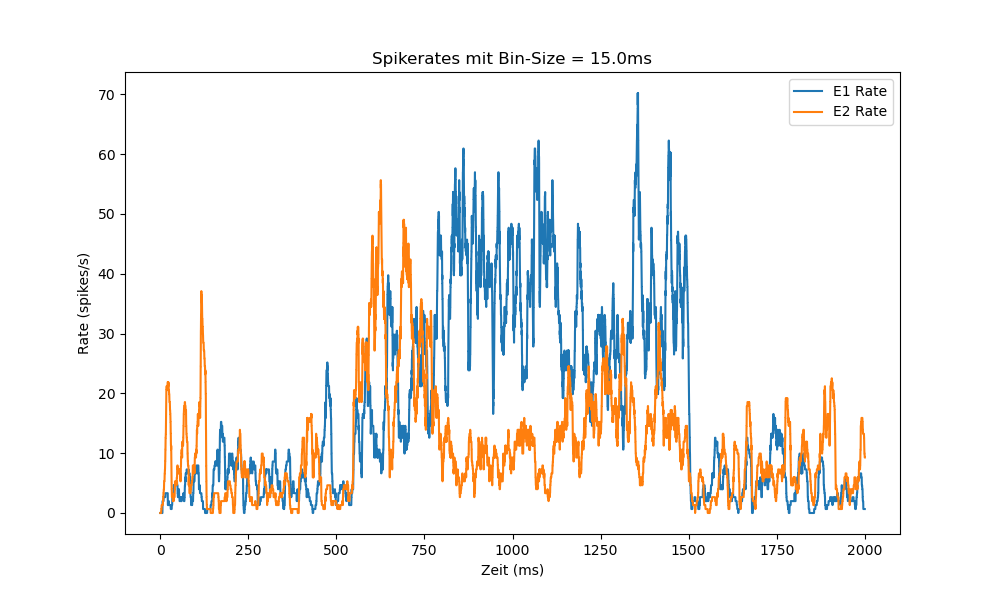 Spikerates mit Bin-Size = 15.0ms
E1 Rate
E2 Rate
70
60
50
40
30
20
10
0
Rate (spikes/s)
0 250 500 750 1000 1250 1500 1750 2000
Zeit (ms)